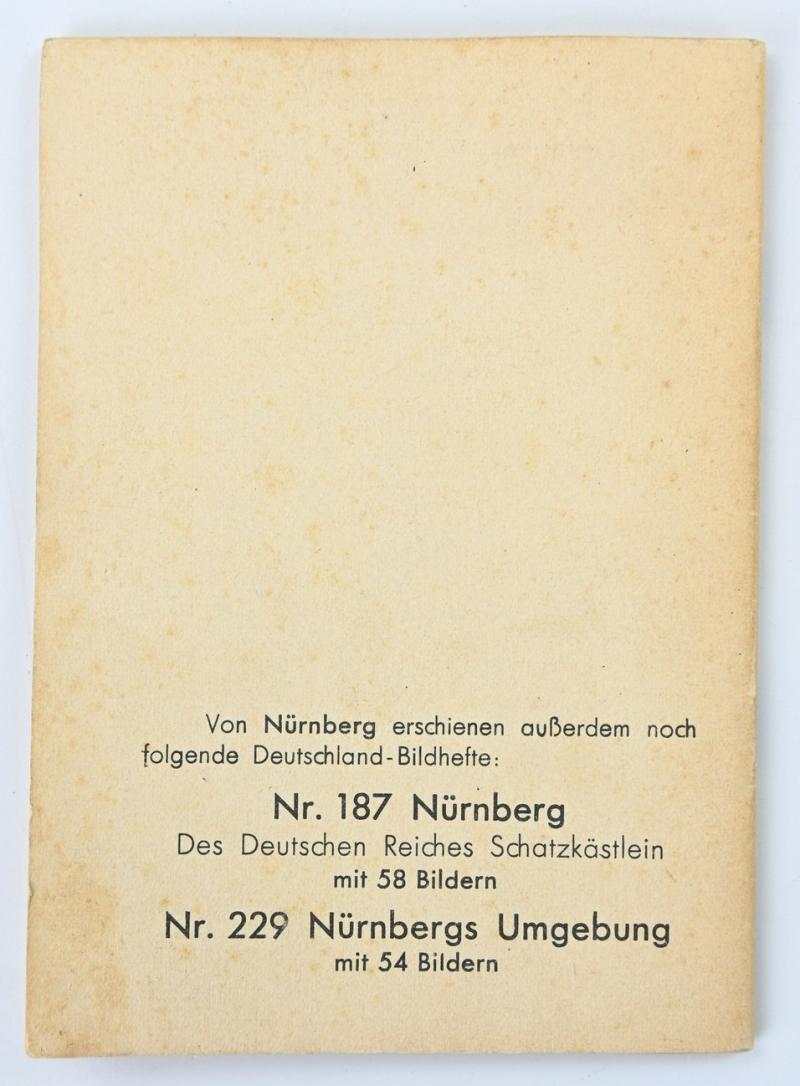 Von Nürnberg erschienen außerdem noch
folgende Deutschland-Bildhefte:
Nr. 187 Nürnberg
Des Deutschen Reiches Schatzkästlein
mit 58 Bildern
Nr. 229 Nürnbergs Umgebung
mit 54 Bildern